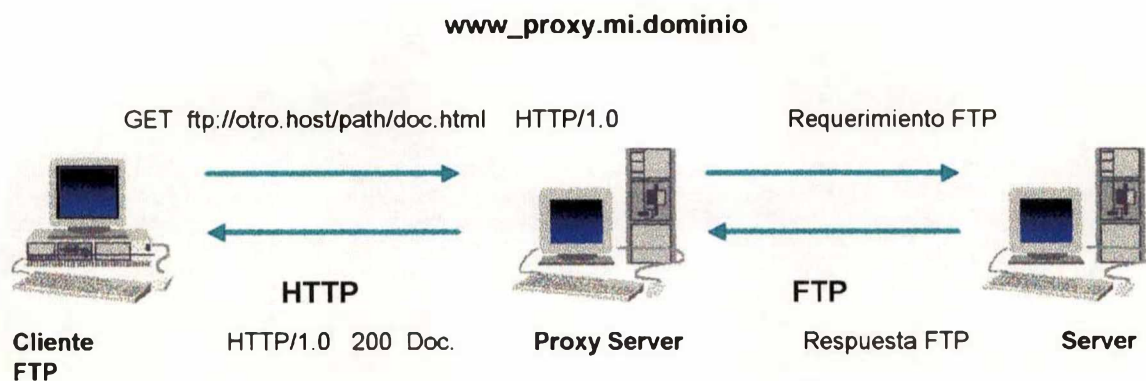 www_proxy.mi.dominio
GET ftp://otro.host/path/doc.html HTTP/1.0
Requerimiento FTP
HTTP
FTP
Cliente
FTP
HTTP/1.0 200 Doc.
Proxy Server
Respuesta FTP
Server